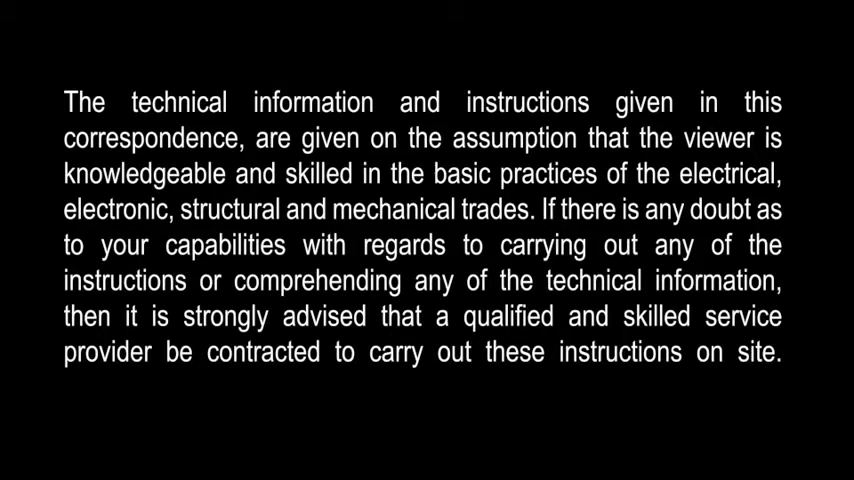 The technical information and instructions given in this
correspondence, are given on the assumption that the viewer is
knowledgeable and skilled in the basic practices of the electrical,
electronic, structural and mechanical trades. If there is any doubt as
to your capabilities with regards to carrying out any of the
instructions or comprehending any of the technical information,
then it is strongly advised that a qualified and skilled service
provider be contracted to carry out these instructions on site.